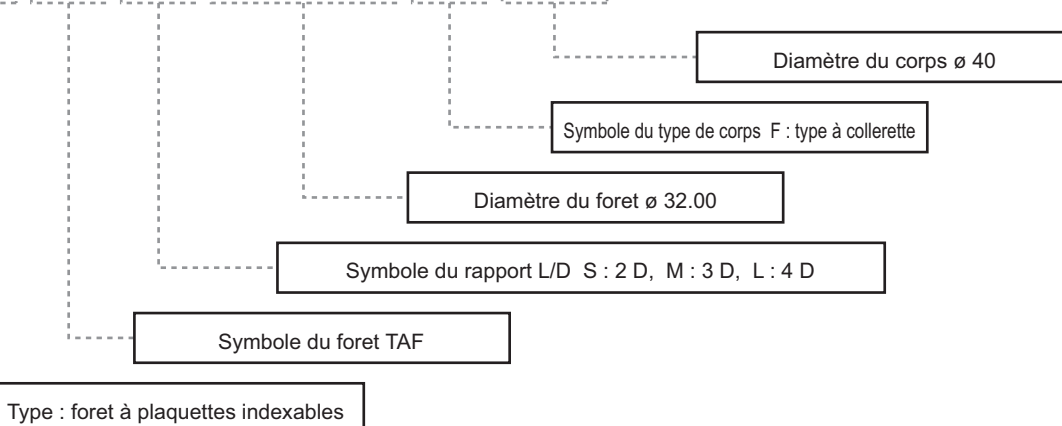 Diamètre du corps ø 40
Symbole du type de corps F : type à collerette
Diamètre du foret ø 32.00
Symbole du rapport L/D S : 2 D, M : 3 D, L : 4 D
Symbole du foret TAF
Type : foret à plaquettes indexables